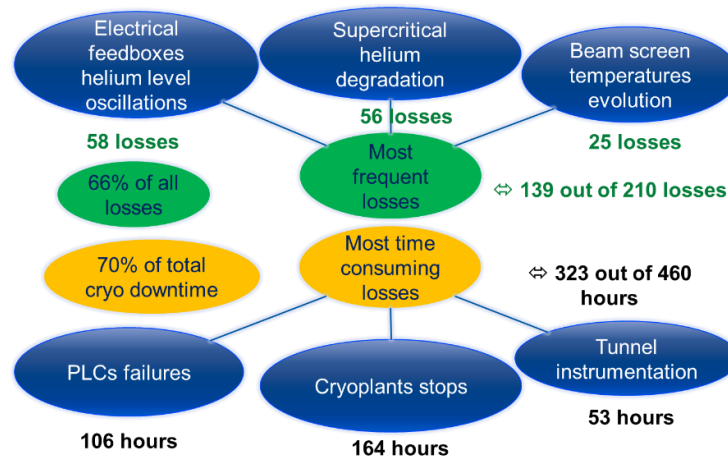 Electrical
feedboxes
helium level
oscillations
Supercritical
helium
degradation
Beam screen
temperatures
evolution
58 losses
56 losses
25 losses
66% of all
losses
Most
frequent
losses
⇔ 139 out of 210 losses
70% of total
cryo downtime
Most time
consuming
losses
⇔ 323 out of 460
hours
PLCs failures
Cryoplants stops
Tunnel
instrumentation
106 hours
164 hours
53 hours